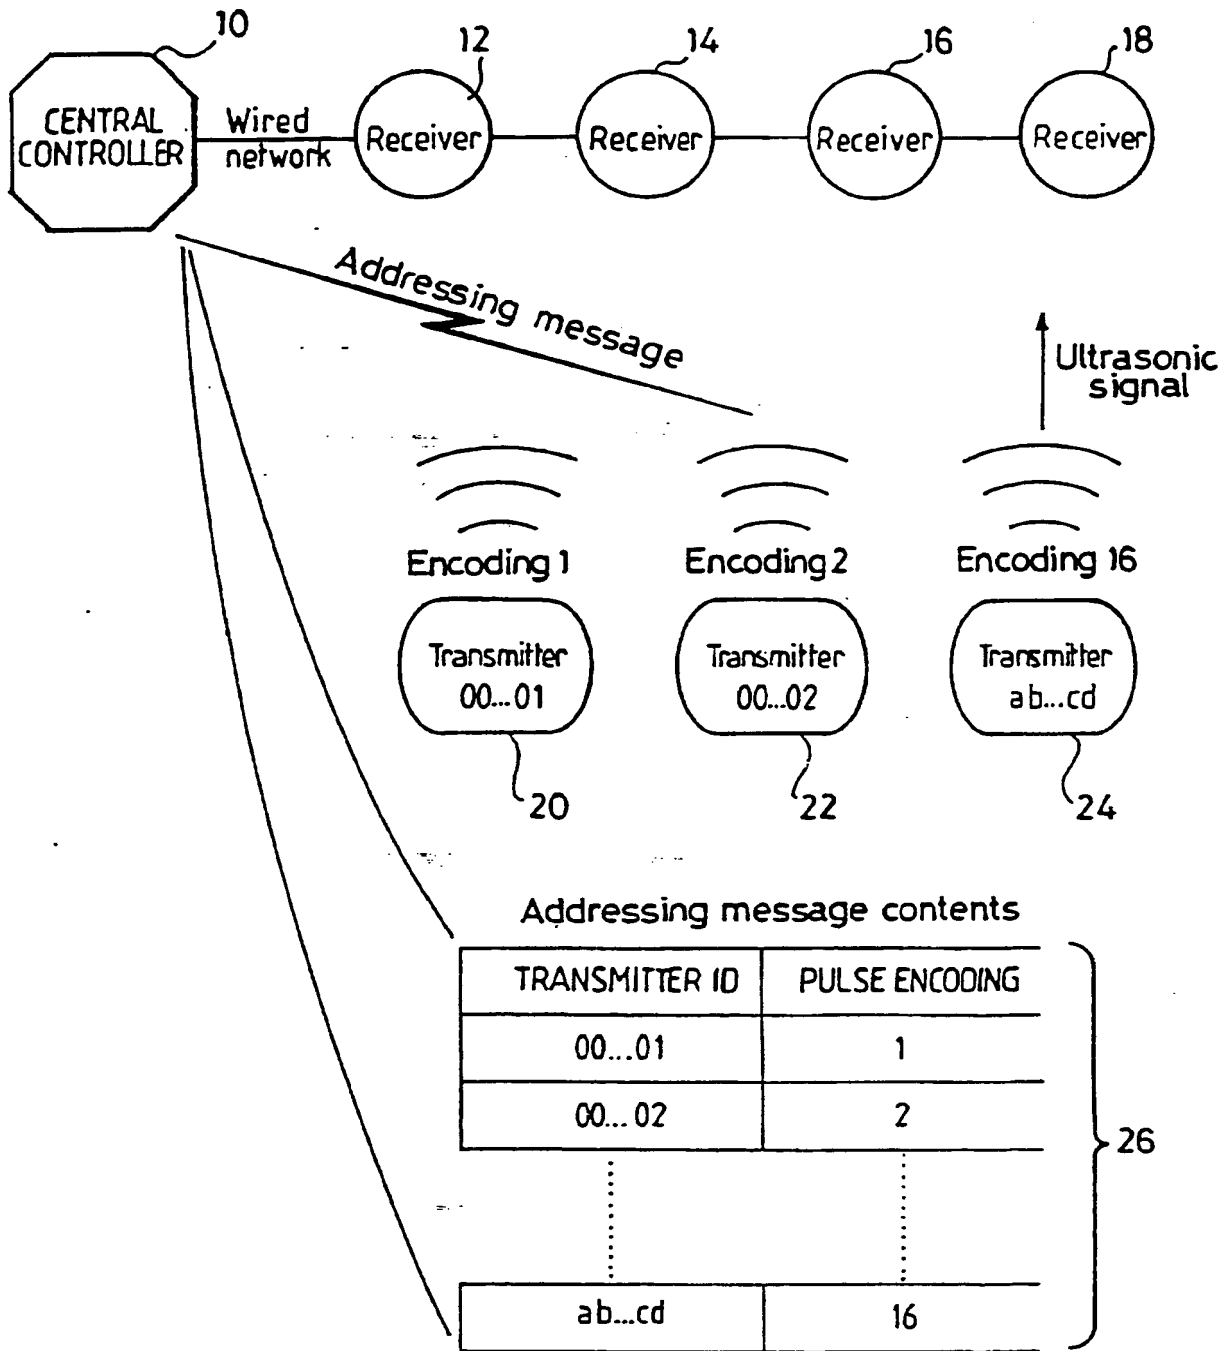 10
12
14
16
18
CENTRAL
CONTROLLER
Wired
network
Receiver
Receiver
Receiver
Receiver
Addressing message
Ultrasonic
signal
Encoding 1
Encoding 2
Encoding 16
Transmitter
00...01
Transmitter
00...02
Transmitter
ab...cd
20
22
24
Addressing message contents
TRANSMITTER ID PULSE ENCODING
00...01 1
00...02 2
26
ab...cd 16